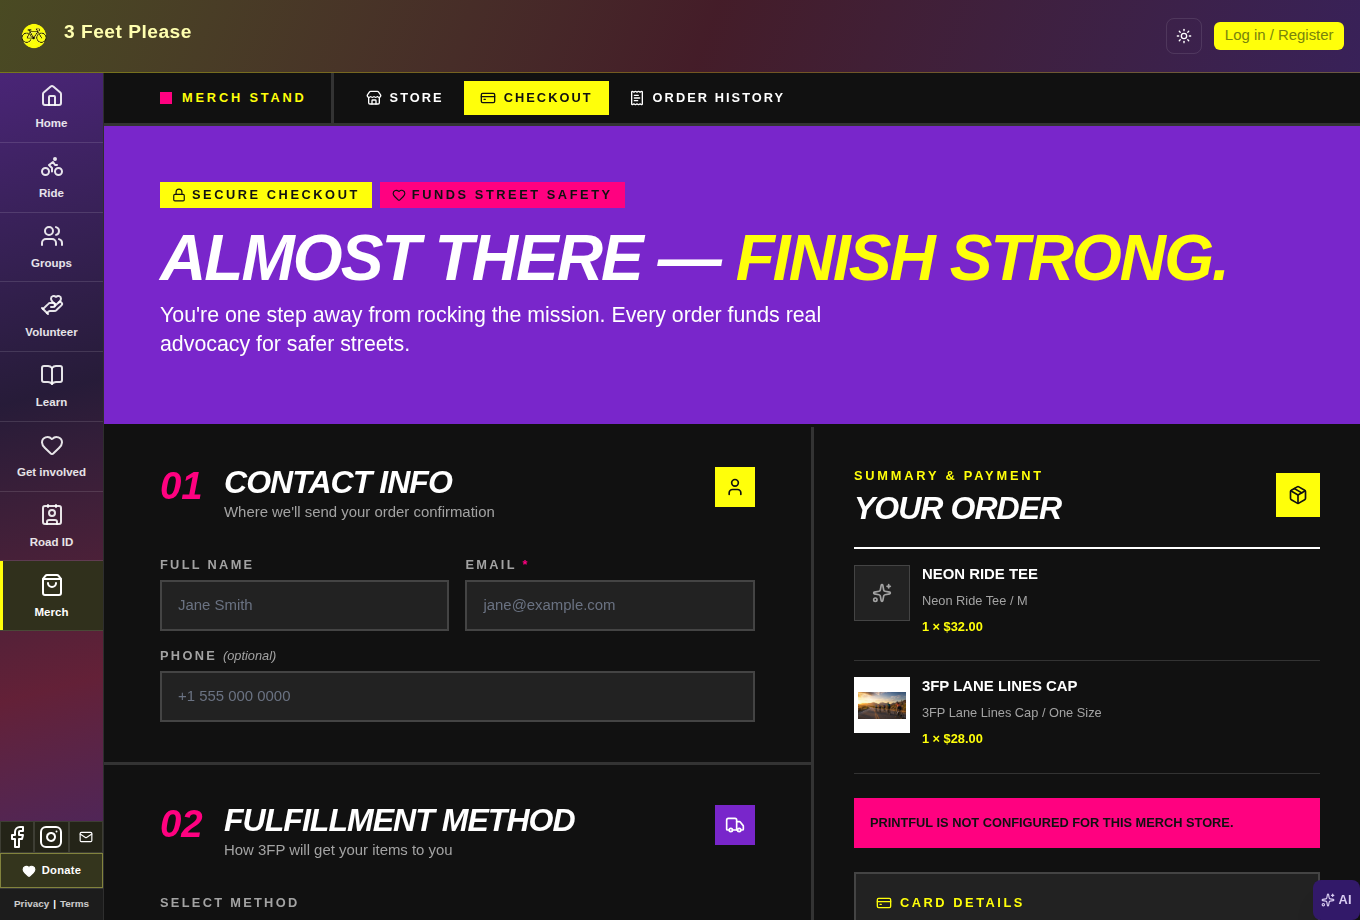 3 Feet Please
Log in / Register
Home
Ride
Groups
Volunteer
Learn
Get involved
Road ID
Merch
Donate
Privacy | Terms
MERCH STAND
STORE
CHECKOUT
ORDER HISTORY
SECURE CHECKOUT
FUNDS STREET SAFETY
ALMOST THERE — FINISH STRONG.
You're one step away from rocking the mission. Every order funds real
advocacy for safer streets.
01 CONTACT INFO
Where we'll send your order confirmation
FULL NAME
Jane Smith
EMAIL *
jane@example.com
PHONE (optional)
+1 555 000 0000
02 FULFILLMENT METHOD
How 3FP will get your items to you
SELECT METHOD
SUMMARY & PAYMENT
YOUR ORDER
NEON RIDE TEE
Neon Ride Tee / M
1 × $32.00
3FP LANE LINES CAP
3FP Lane Lines Cap / One Size
1 × $28.00
PRINTFUL IS NOT CONFIGURED FOR THIS MERCH STORE.
CARD DETAILS
AI